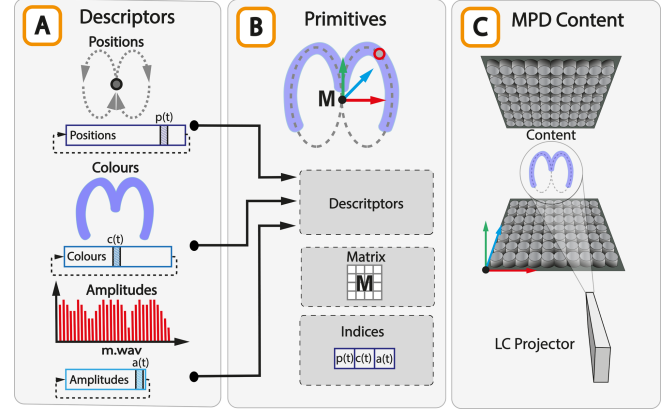 A
Descriptors
Positions
p(t)
Positions
Colours
c(t)
Colours
Amplitudes
m.wav
a(t)
Amplitudes
B
Primitives
M
Descritptors
Matrix
M
Indices
p(t) c(t) a(t)
C
MPD Content
Content
LC Projector